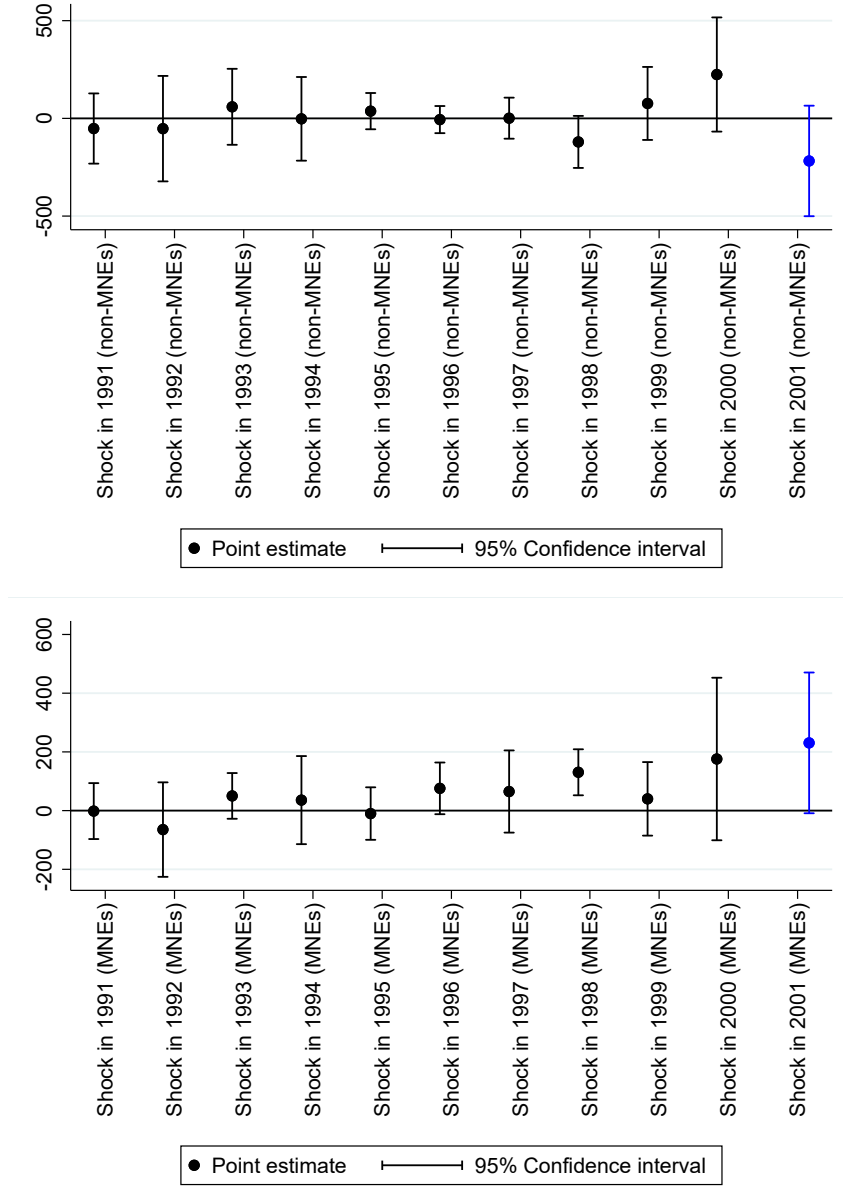 500
0
-500
Shock in 1991 (non-MNEs)
Shock in 1992 (non-MNEs)
Shock in 1993 (non-MNEs)
Shock in 1994 (non-MNEs)
Shock in 1995 (non-MNEs)
Shock in 1996 (non-MNEs)
Shock in 1997 (non-MNEs)
Shock in 1998 (non-MNEs)
Shock in 1999 (non-MNEs)
Shock in 2000 (non-MNEs)
Shock in 2001 (non-MNEs)
Point estimate 95% Confidence interval
600
400
200
0
-200
Shock in 1991 (MNEs)
Shock in 1992 (MNEs)
Shock in 1993 (MNEs)
Shock in 1994 (MNEs)
Shock in 1995 (MNEs)
Shock in 1996 (MNEs)
Shock in 1997 (MNEs)
Shock in 1998 (MNEs)
Shock in 1999 (MNEs)
Shock in 2000 (MNEs)
Shock in 2001 (MNEs)
Point estimate 95% Confidence interval